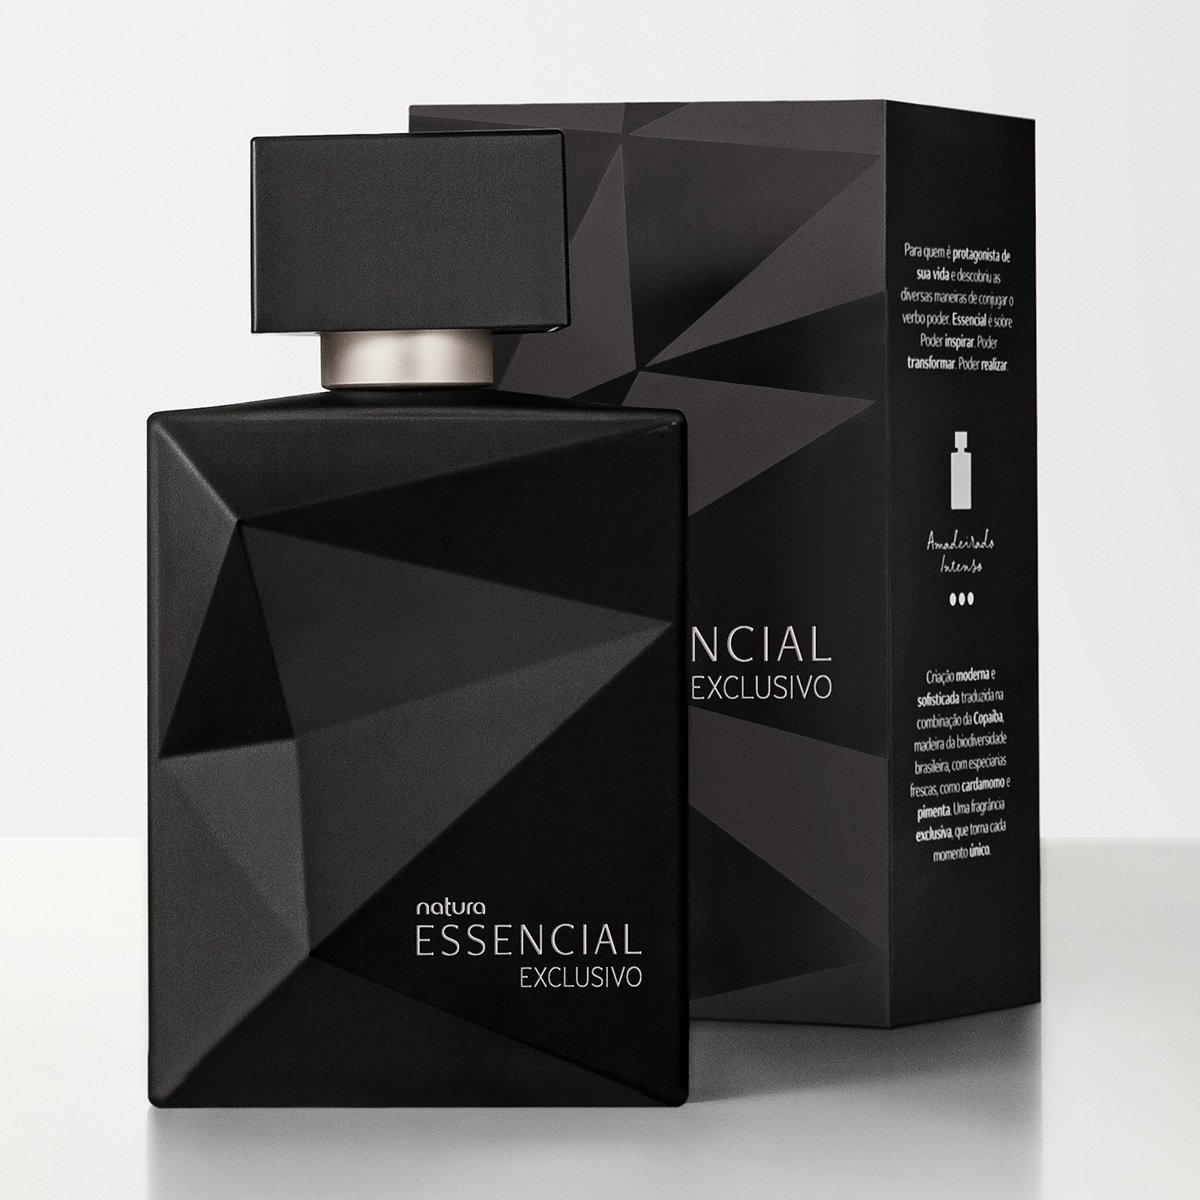 Para quem é protagonista de
sua vida e descobriu as
diversas maneiras de conjugar o
verbo poder. Essencial é sobre
Poder inspirar. Poder
transformar. Poder realizar.
Amadeirado
Intenso
NCIAL
EXCLUSIVO
Criação moderna e
sofisticada traduzida na
combinação da Copaíba,
madeira da biodiversidade
brasileira, com especiarias
frescas, como cardamomo e
pimenta. Uma fragrância
exclusiva, que torna cada
momento único.
natura
ESSENCIAL
EXCLUSIVO